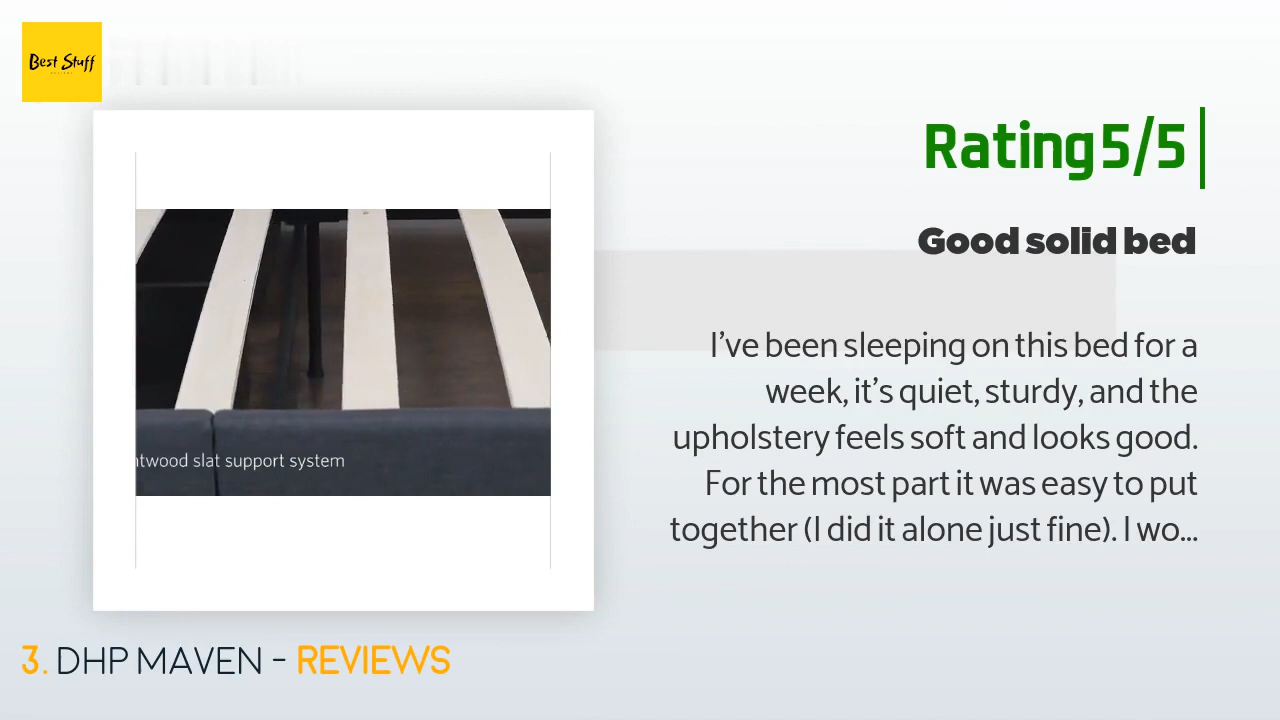 Best Stuff
Rating 5/5
Good solid bed
I've been sleeping on this bed for a
week, it's quiet, sturdy, and the
upholstery feels soft and looks good.
For the most part it was easy to put
together (I did it alone just fine). I wo...
slat support system
3. DHP MAVEN - REVIEWS